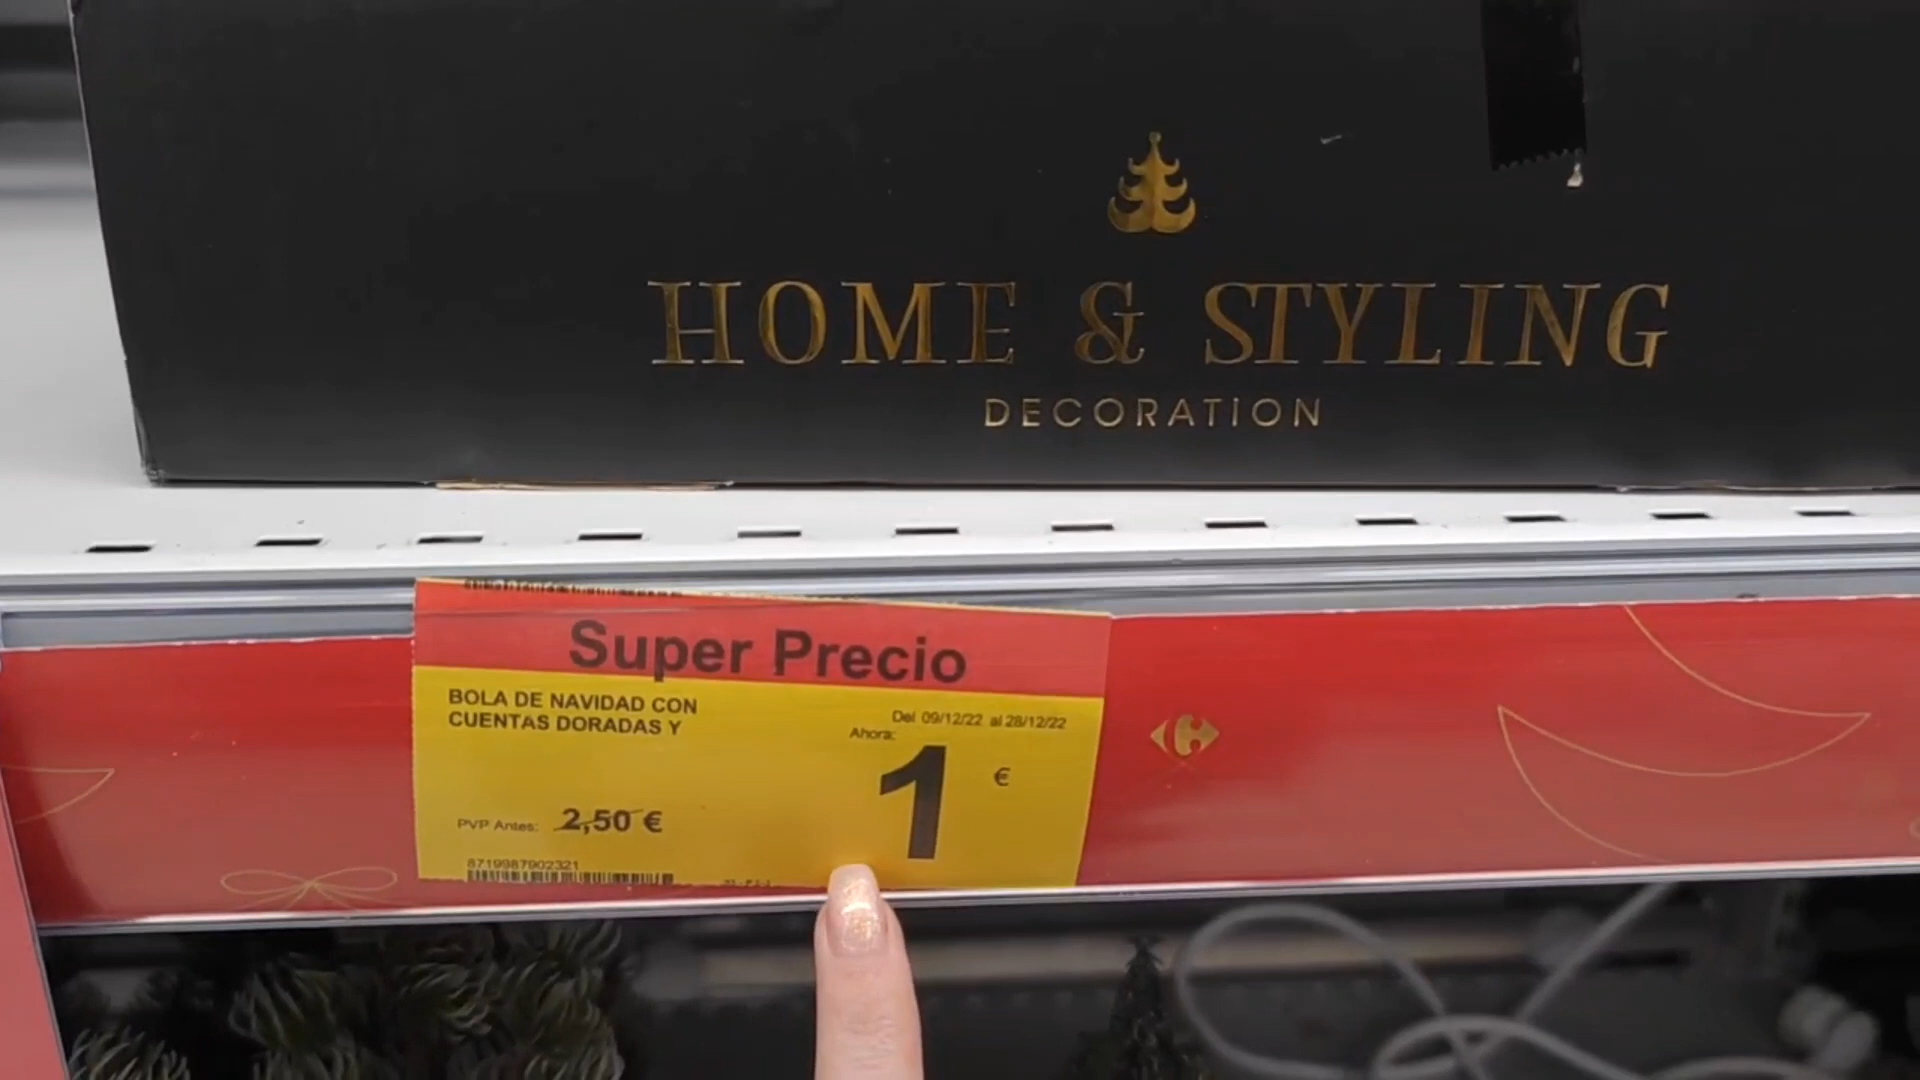 HOME & STYLING
DECORATION
Super Precio
BOLA DE NAVIDAD CON
CUENTAS DORADAS Y
Del 09/12/22 al 28/12/22
Ahora:
1 €
PVP Antes: 2,50 €
8719987902321